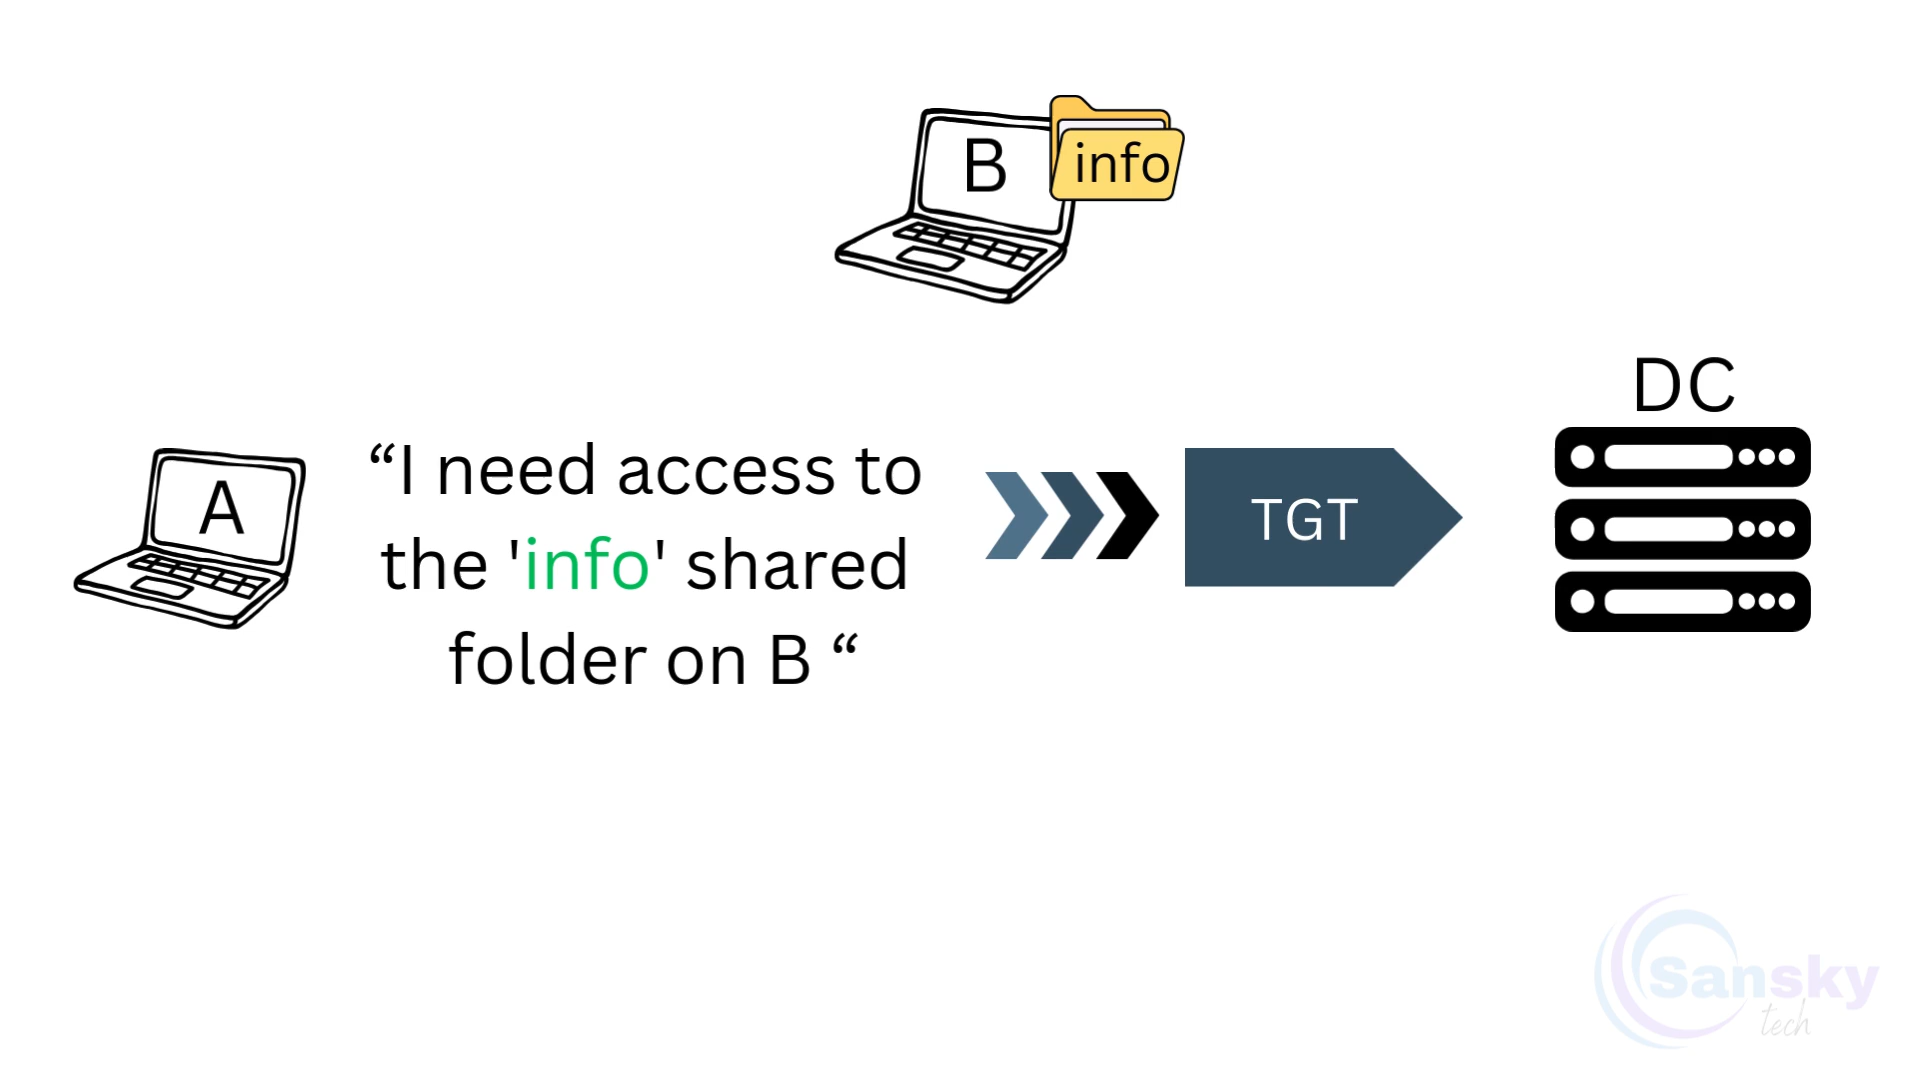 B
info
DC
A
“I need access to
the 'info' shared
folder on B “
TGT
Sansky
tech